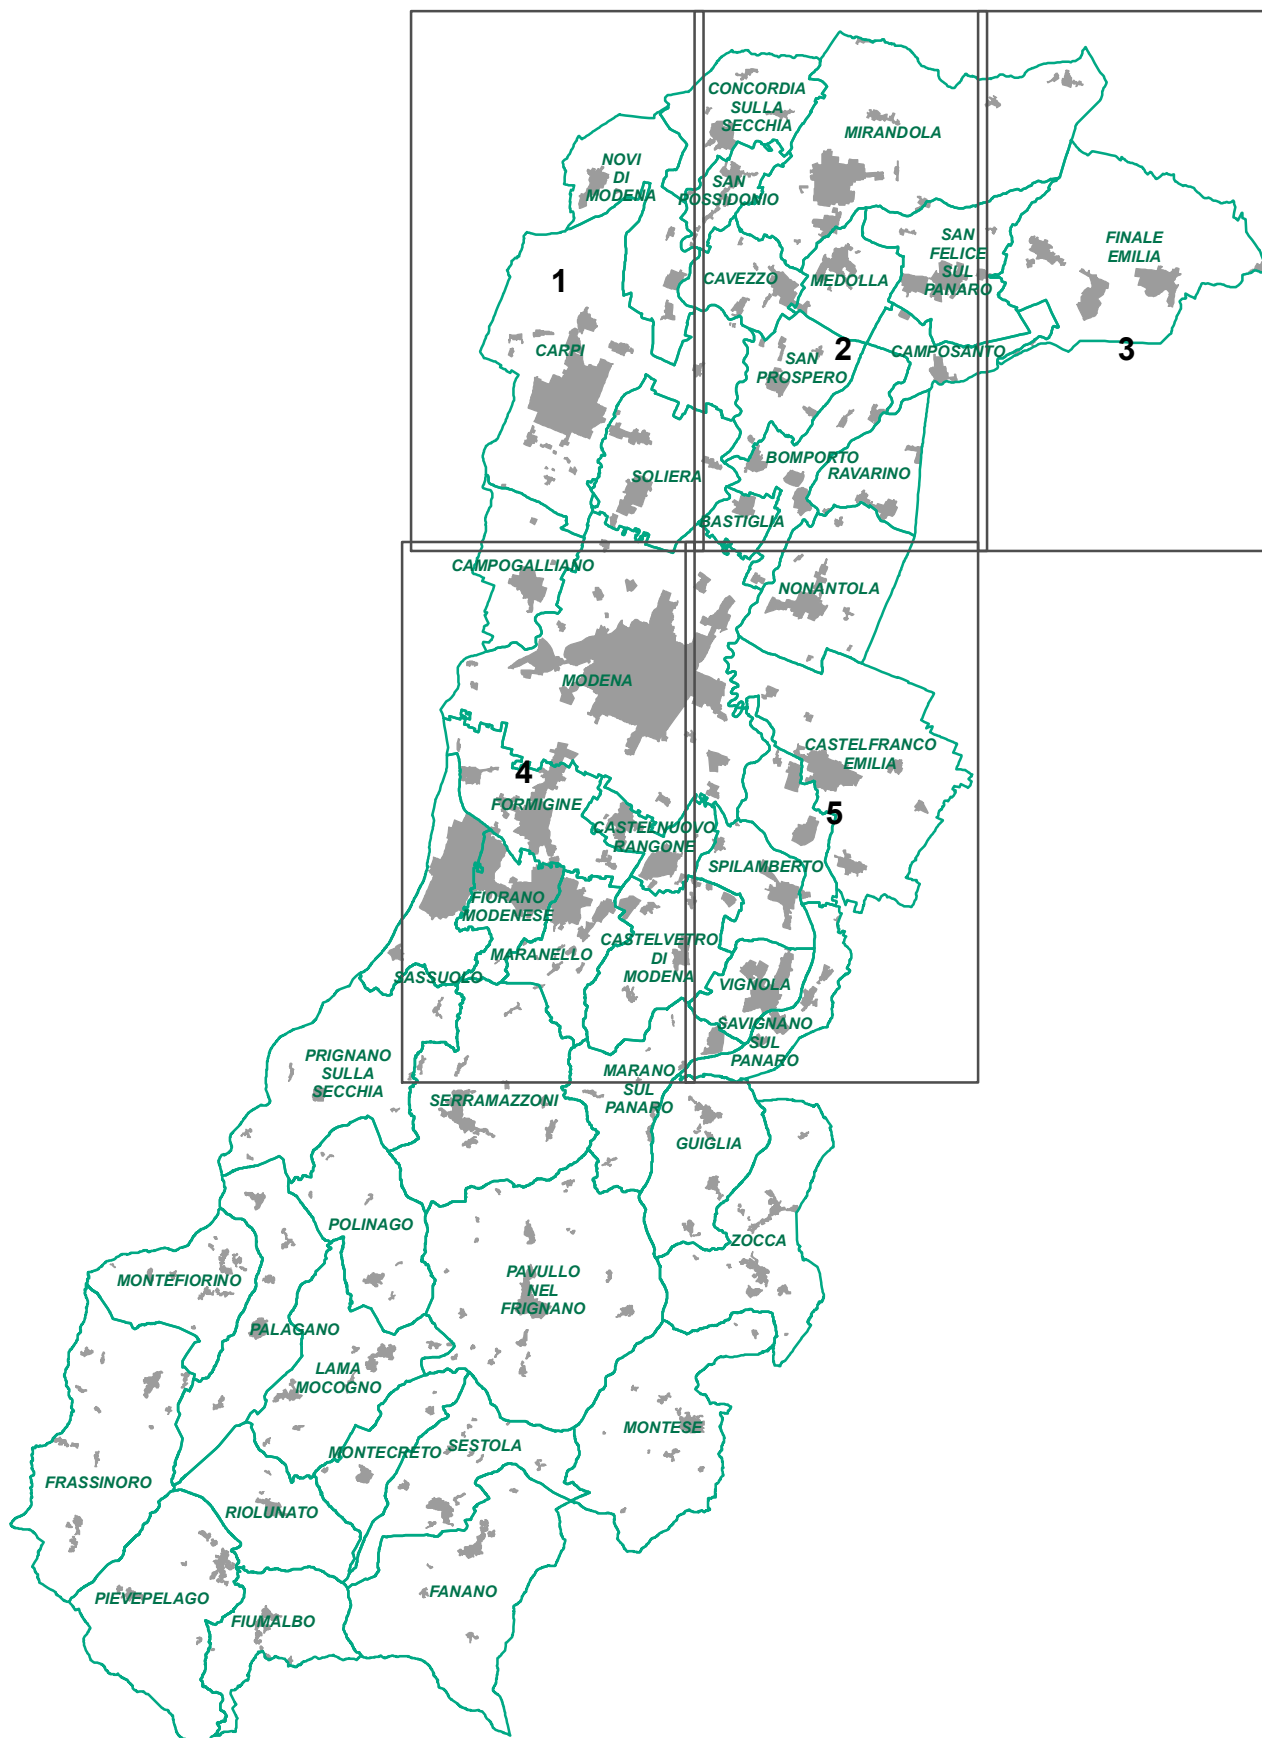 CONCORDIA
SULLA
SECCHIA
MIRANDOLA
NOVI
DI
MODENA
SAN
POSSIDONIO
SAN
FELICE
SUL
PANARO
FINALE
EMILIA
1
CAVEZZO
MEDOLLA
CARPI
SAN
PROSPERO
2
CAMPOSANTO
3
BOMPORTO
RAVARINO
SOLIERA
BASTIGLIA
CAMPOGALLIANO
NONANTOLA
MODENA
CASTELFRANCO
EMILIA
4
FORMIGINE
5
CASTELNUOVO
RANGONE
SPILAMBERTO
FIORANO
MODENESE
MARANELLO
CASTELVETRO
DI
MODENA
SASSUOLO
VIGNOLA
SAVIGNANO
SUL
PANARO
PRIGNANO
SULLA
SECCHIA
MARANO
SUL
PANARO
SERRAMAZZONI
GUIGLIA
POLINAGO
ZOCCA
MONTEFIORINO
PAVULLO
NEL
FRIGNANO
PALAGANO
LAMA
MOCOGNO
MONTESE
MONTECRETO
SESTOLA
FRASSINORO
RIOLUNATO
PIEVEPELAGO
FANANO
FIUMALBO